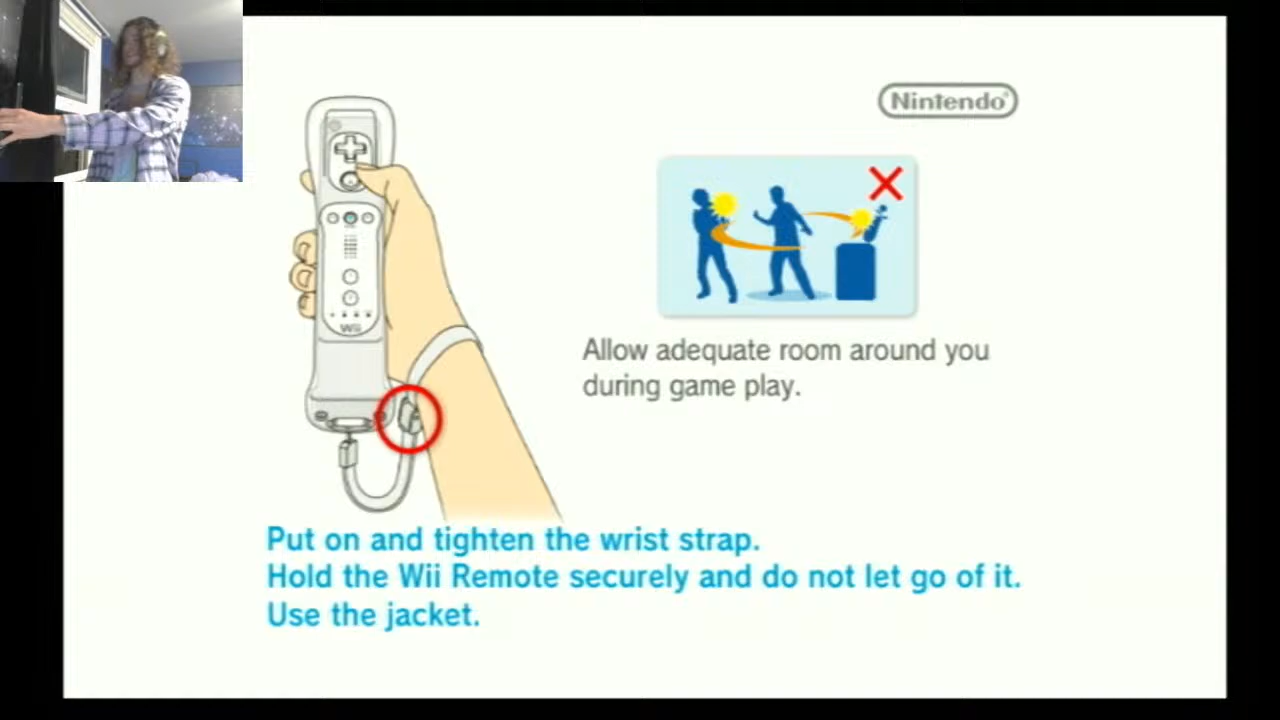 Nintendo®
Wii
Allow adequate room around you
during game play.
Put on and tighten the wrist strap.
Hold the Wii Remote securely and do not let go of it.
Use the jacket.